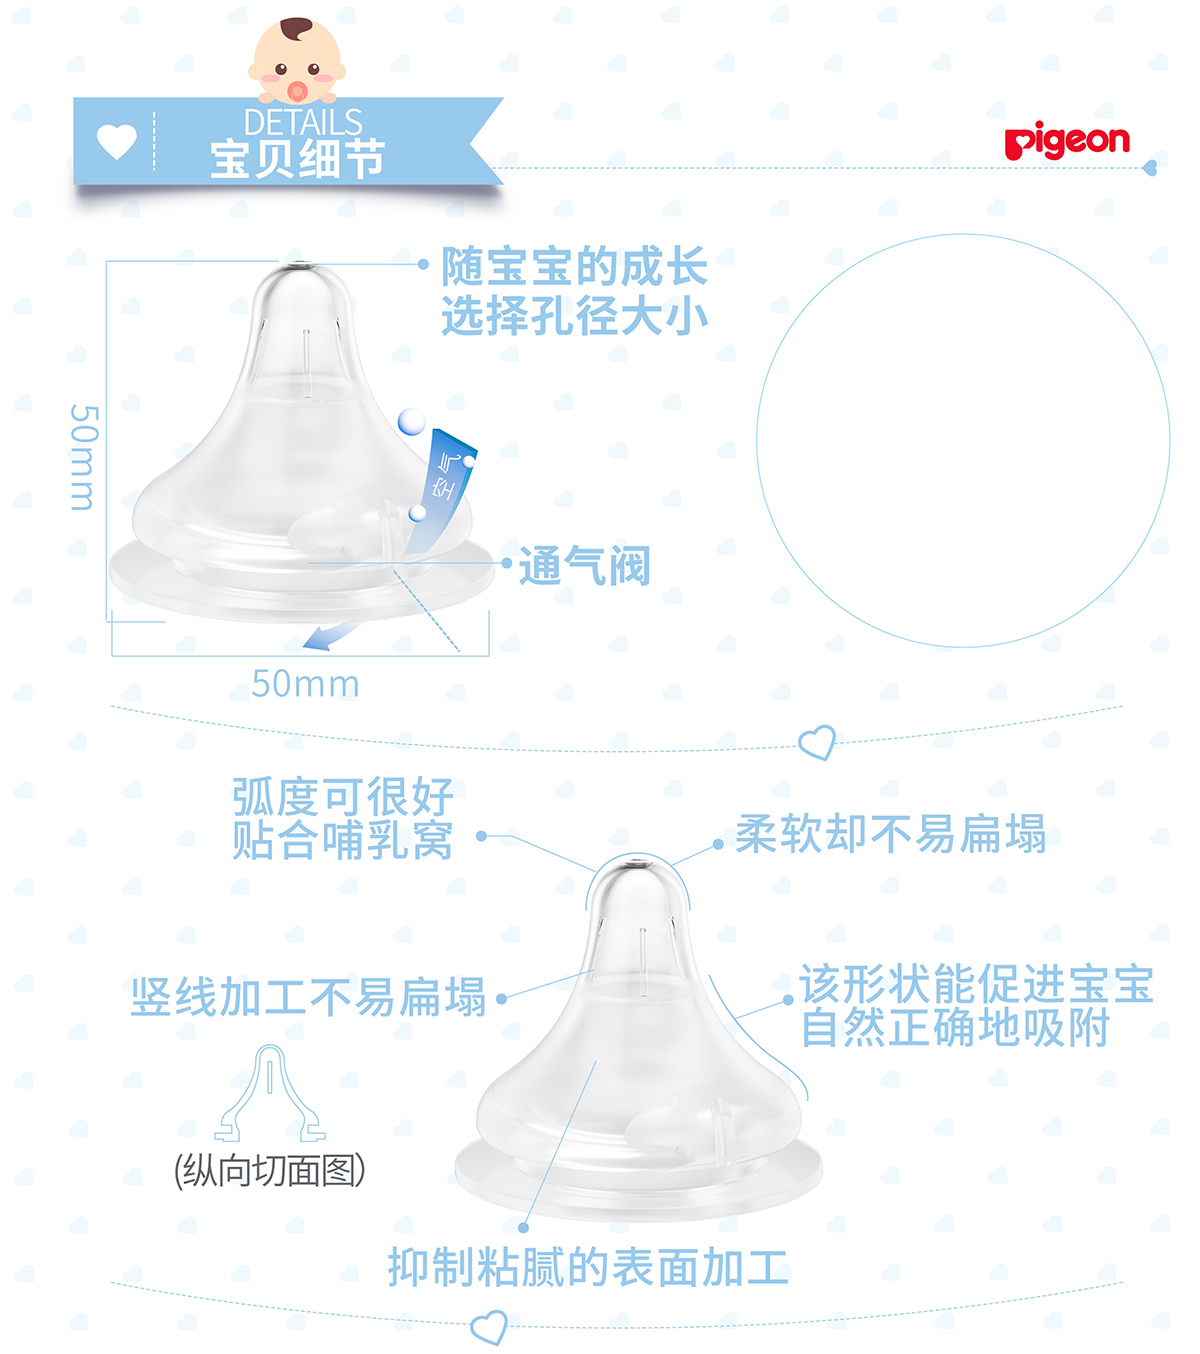 DETAILS
宝贝细节
pigeon
随宝宝的成长
选择孔径大小
50mm
空气
通气阀
50mm
弧度可很好
贴合哺乳窝
柔软却不易扁塌
竖线加工不易扁塌
该形状能促进宝宝
自然正确地吸附
(纵向切面图)
抑制粘腻的表面加工